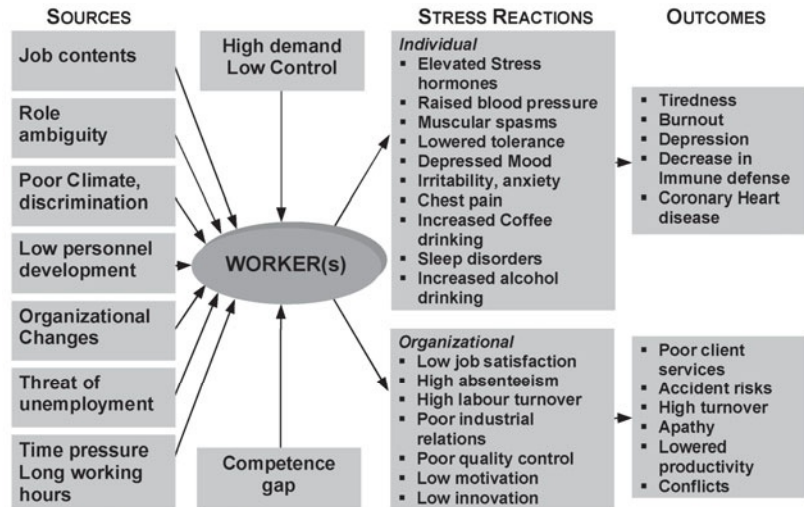 SOURCES
Job contents
Role
ambiguity
Poor Climate,
discrimination
Low personnel
development
Organizational
Changes
Threat of
unemployment
Time pressure
Long working
hours
High demand
Low Control
WORKER(s)
Competence
gap
STRESS REACTIONS
Individual
▪ Elevated Stress
hormones
▪ Raised blood pressure
▪ Muscular spasms
▪ Lowered tolerance
▪ Depressed Mood
▪ Irritability, anxiety
▪ Chest pain
▪ Increased Coffee
drinking
▪ Sleep disorders
▪ Increased alcohol
drinking
Organizational
▪ Low job satisfaction
▪ High absenteeism
▪ High labour turnover
▪ Poor industrial
relations
▪ Poor quality control
▪ Low motivation
▪ Low innovation
OUTCOMES
▪ Tiredness
▪ Burnout
▪ Depression
▪ Decrease in
Immune defense
▪ Coronary Heart
disease
▪ Poor client
services
▪ Accident risks
▪ High turnover
▪ Apathy
▪ Lowered
productivity
▪ Conflicts